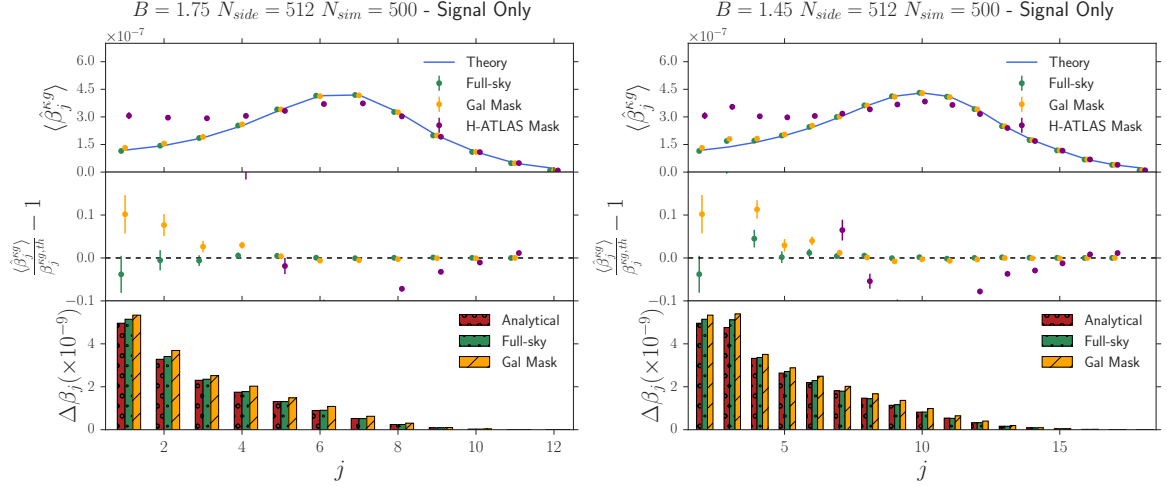 B = 1.75 N_side = 512 N_sim = 500 - Signal Only
×10⁻⁷
6.0
4.5
3.0
1.5
0.0
⟨β̂_j^κg⟩
Theory
Full-sky
Gal Mask
H-ATLAS Mask
0.1
0.0
−0.1
⟨β̂_j^κg⟩/β_j^κg,th − 1
4
2
0
Δβ_j(×10⁻⁹)
Analytical
Full-sky
Gal Mask
2 4 6 8 10 12
j
B = 1.45 N_side = 512 N_sim = 500 - Signal Only
×10⁻⁷
6.0
4.5
3.0
1.5
0.0
⟨β̂_j^κg⟩
Theory
Full-sky
Gal Mask
H-ATLAS Mask
0.1
0.0
−0.1
⟨β̂_j^κg⟩/β_j^κg,th − 1
4
2
0
Δβ_j(×10⁻⁹)
Analytical
Full-sky
Gal Mask
5 10 15
j